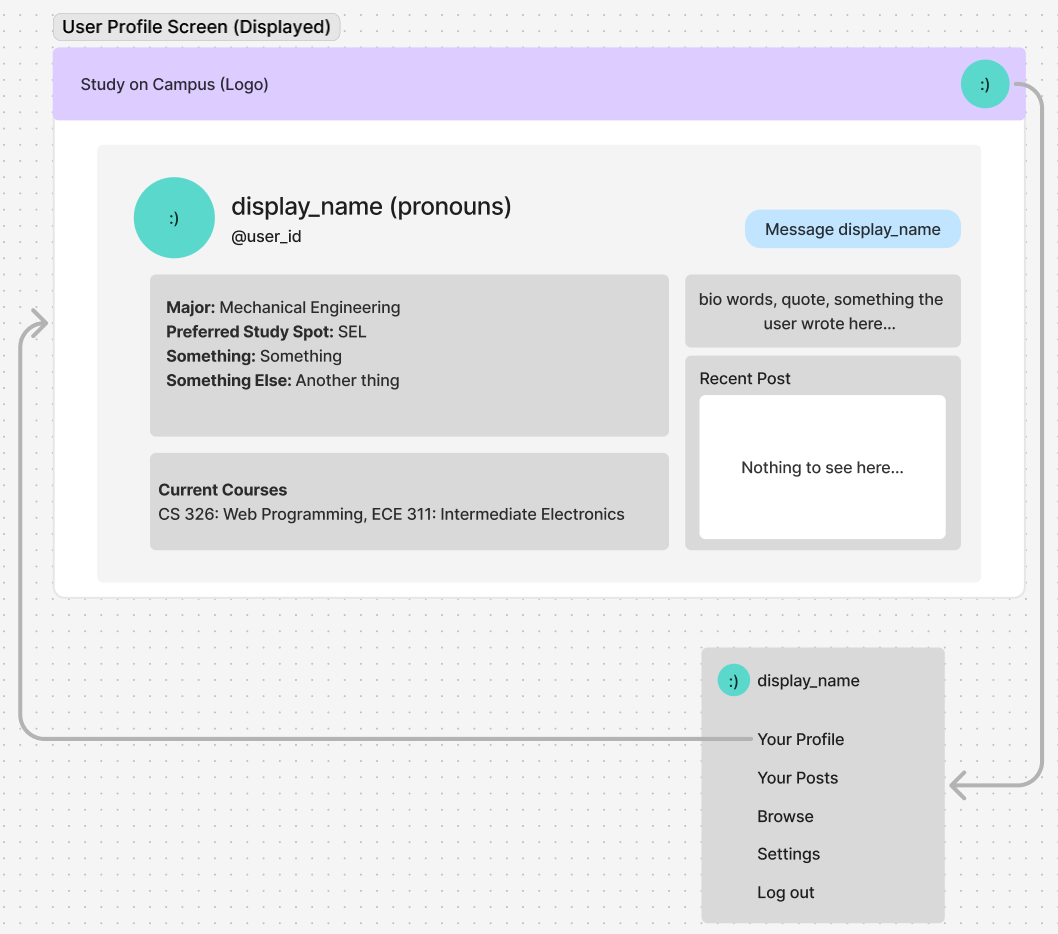 User Profile Screen (Displayed)
Study on Campus (Logo)
:)
:)
display_name (pronouns)
@user_id
Message display_name
Major: Mechanical Engineering
Preferred Study Spot: SEL
Something: Something
Something Else: Another thing
Current Courses
CS 326: Web Programming, ECE 311: Intermediate Electronics
bio words, quote, something the
user wrote here...
Recent Post
Nothing to see here...
:)
display_name
Your Profile
Your Posts
Browse
Settings
Log out